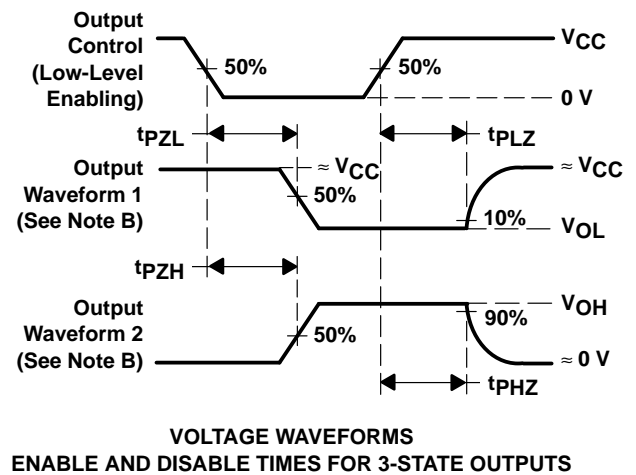 Output
Control
(Low-Level
Enabling)
50%
50%
VCC
0 V
tPZL
tPLZ
Output
Waveform 1
(See Note B)
≈ VCC
50%
≈ VCC
10%
VOL
tPZH
Output
Waveform 2
(See Note B)
50%
VOH
90%
≈ 0 V
tPHZ
VOLTAGE WAVEFORMS
ENABLE AND DISABLE TIMES FOR 3-STATE OUTPUTS